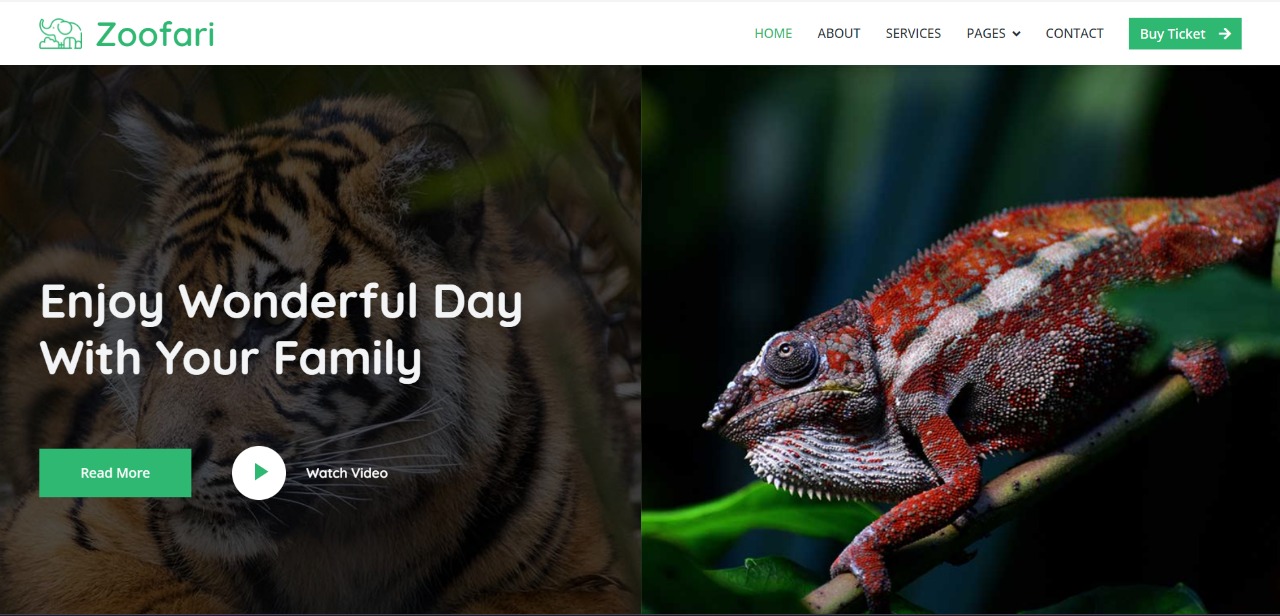 Zoofari
HOME
ABOUT
SERVICES
PAGES
CONTACT
Buy Ticket
Enjoy Wonderful Day
With Your Family
Read More
Watch Video